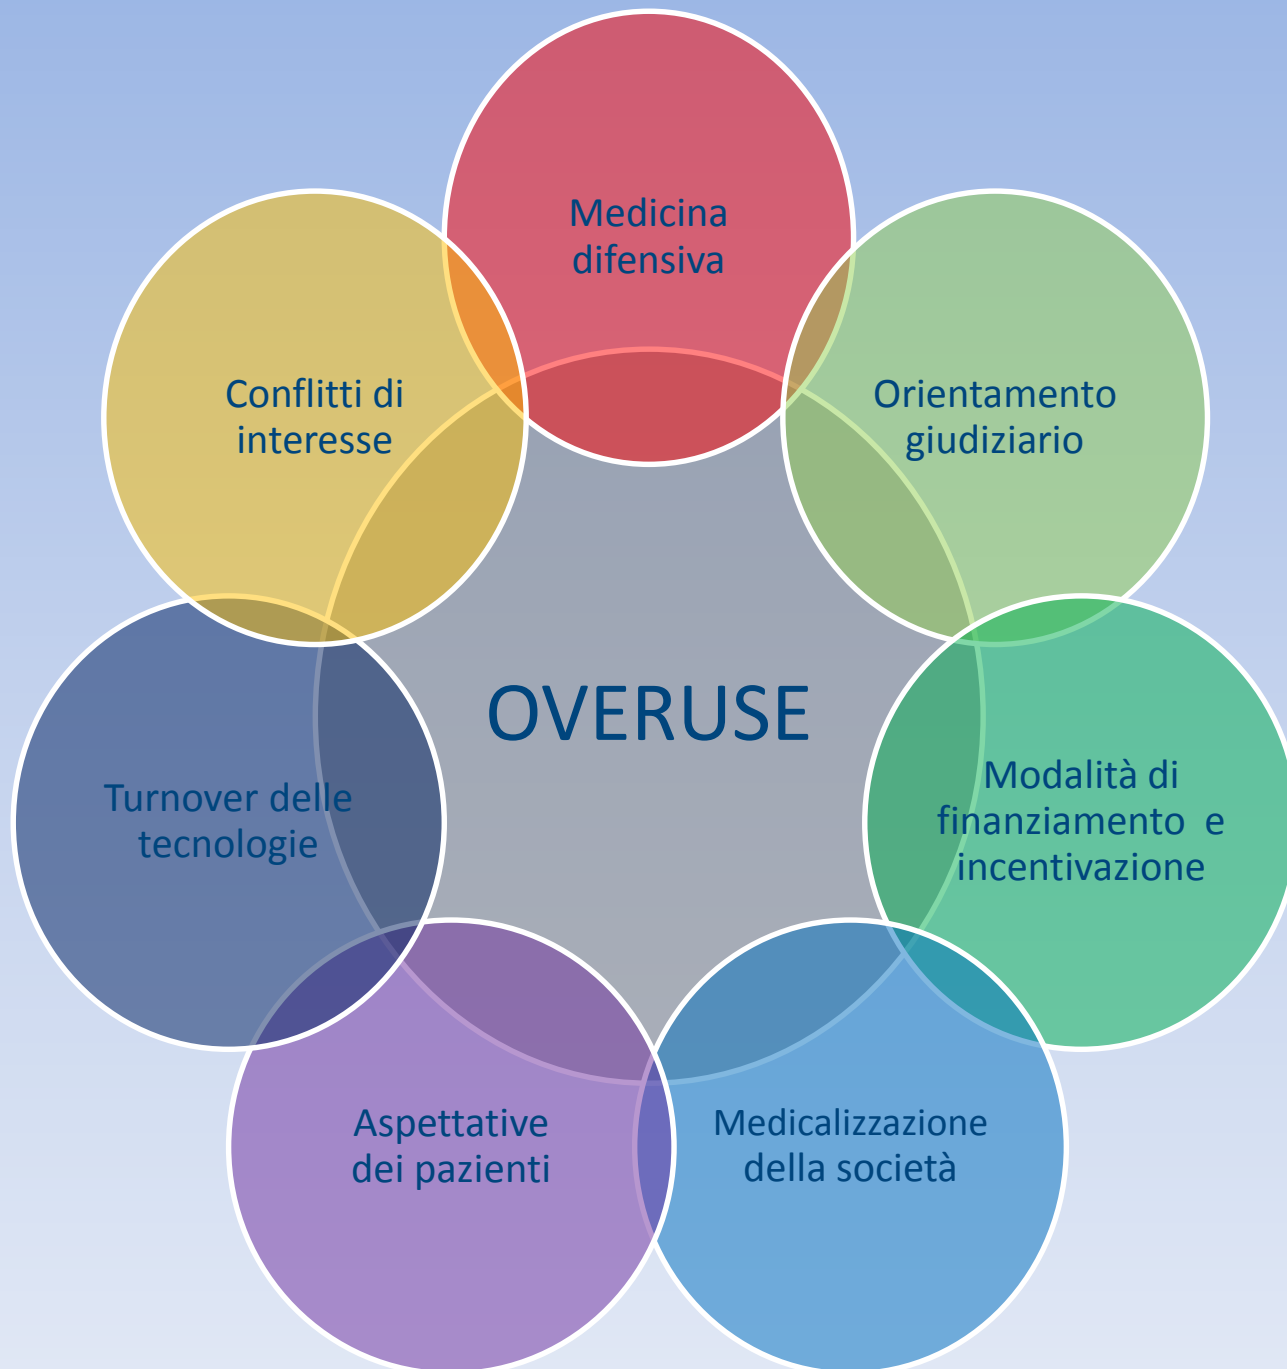 Medicina
difensiva
Conflitti di
interesse
Orientamento
giudiziario
OVERUSE
Turnover delle
tecnologie
Modalità di
finanziamento e
incentivazione
Aspettative
dei pazienti
Medicalizzazione
della società